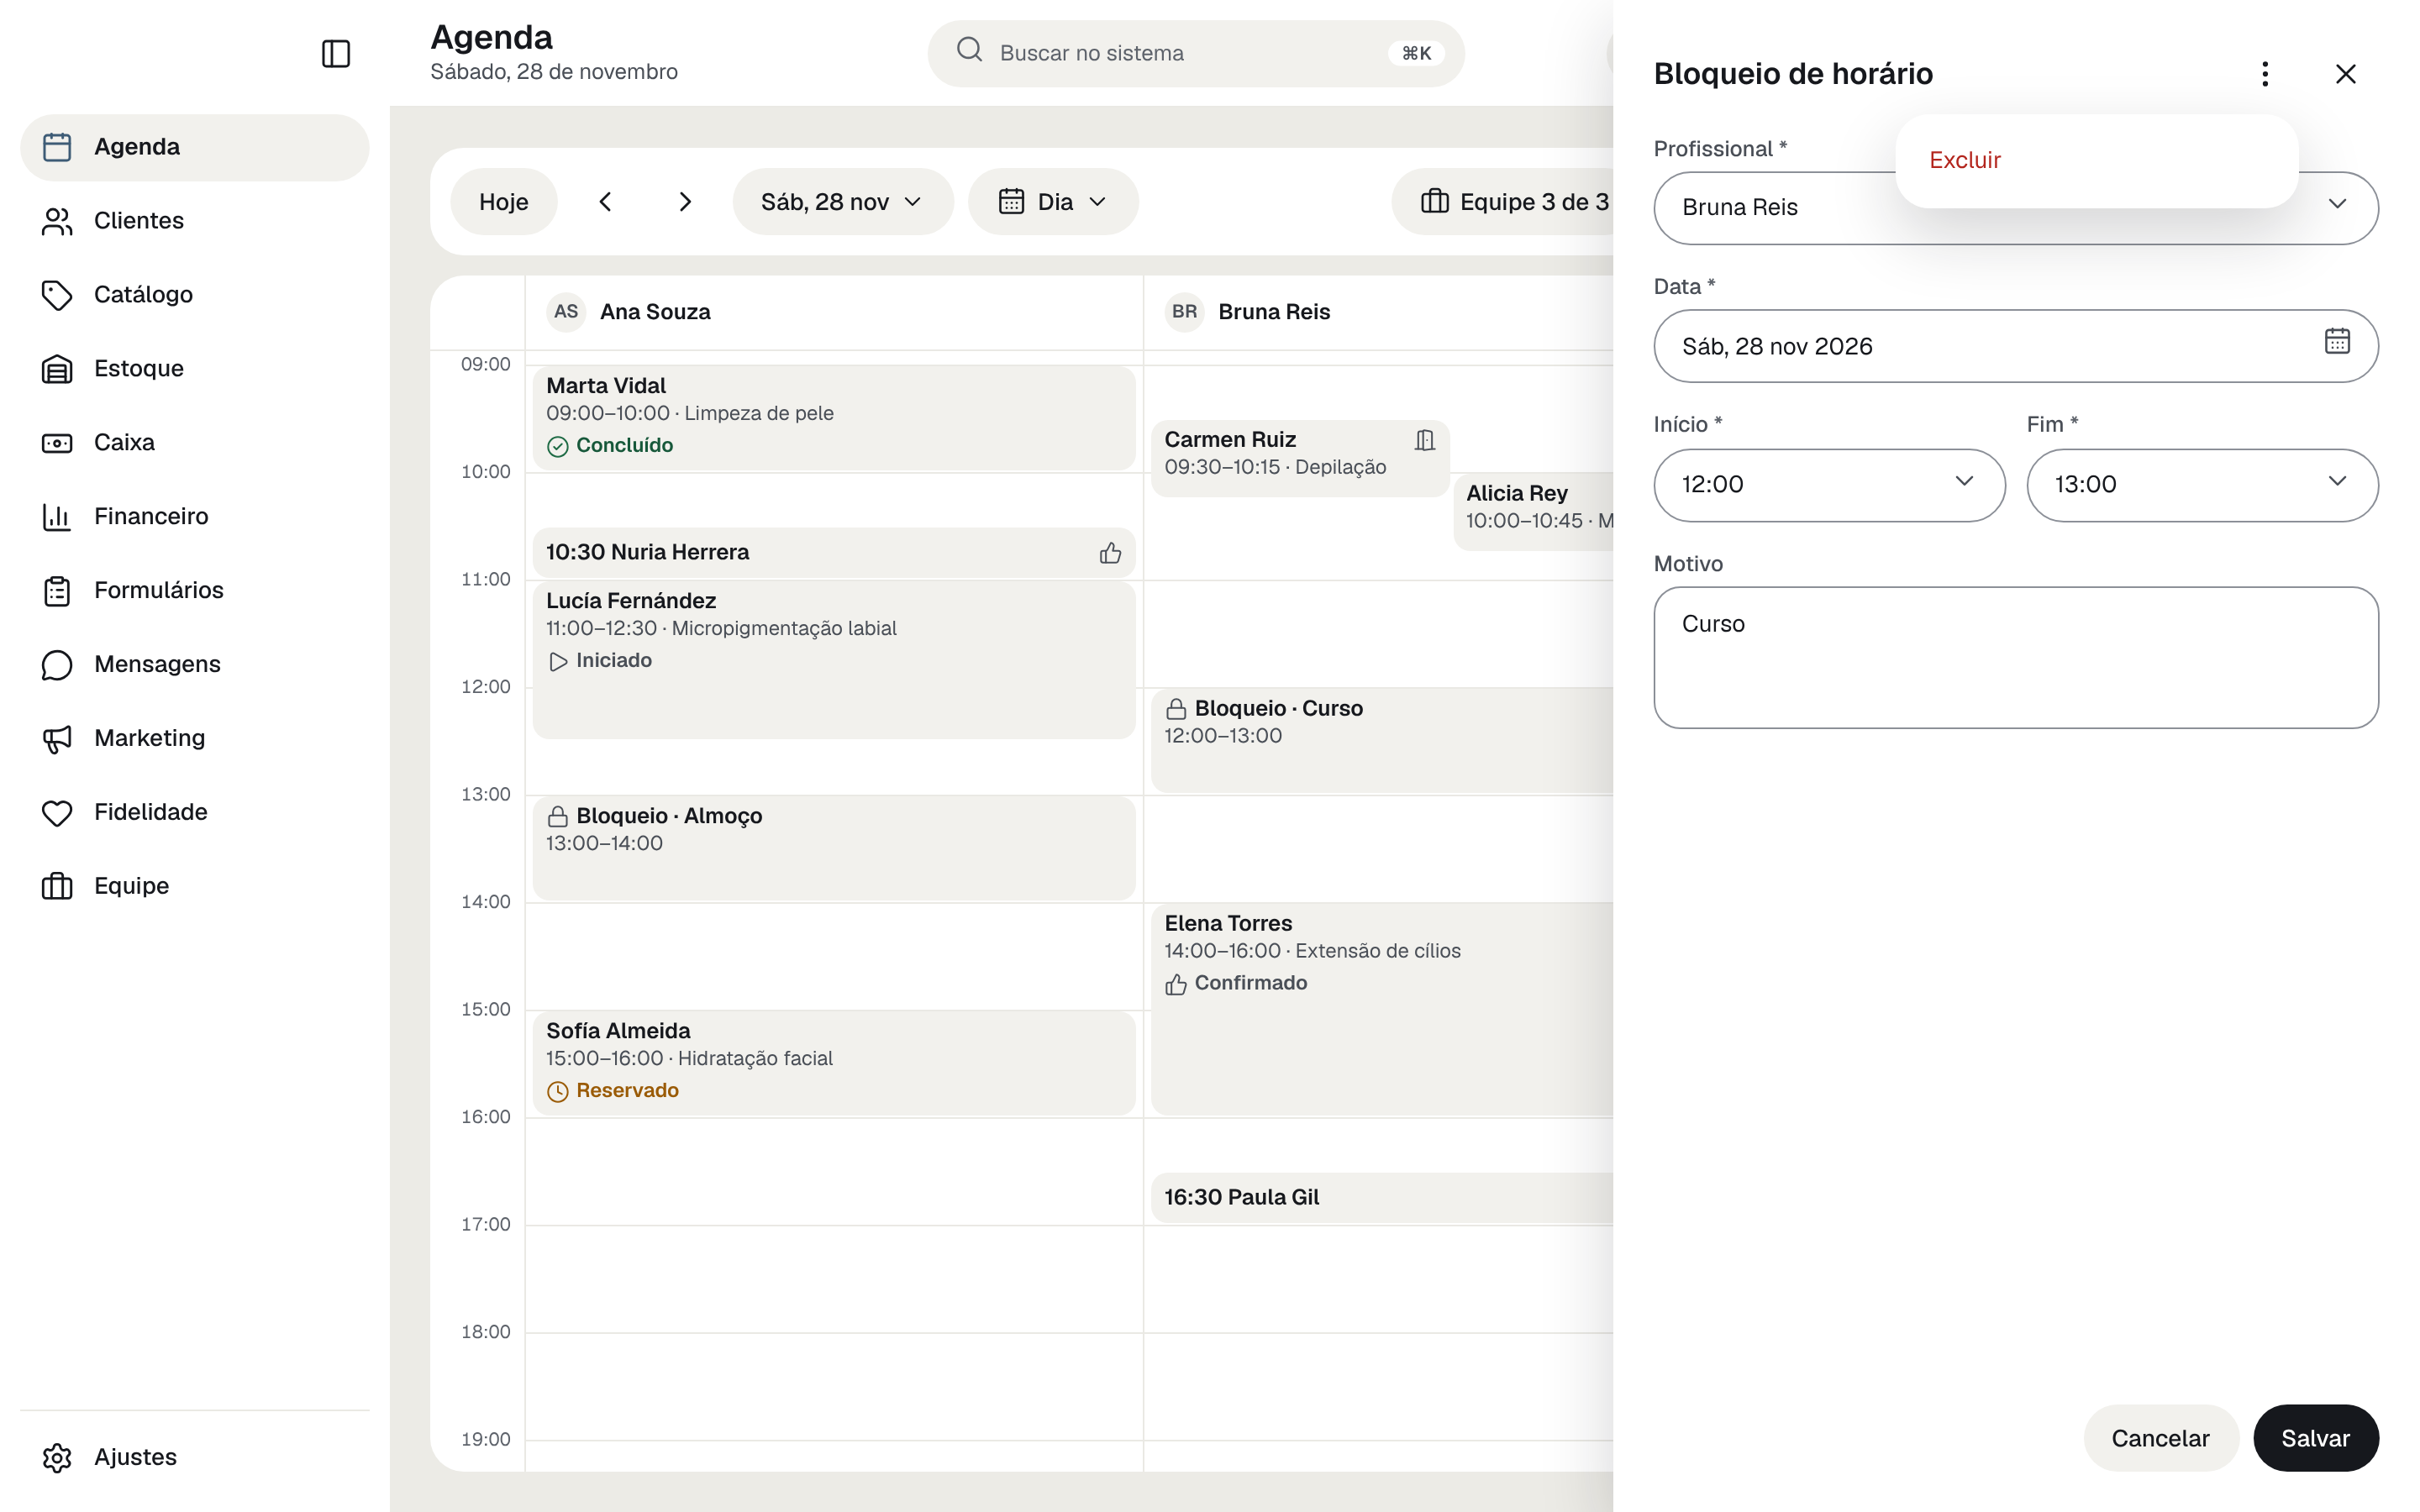 Agenda
Sábado, 28 de novembro
Buscar no sistema
⌘K
Agenda
Clientes
Catálogo
Estoque
Caixa
Financeiro
Formulários
Mensagens
Marketing
Fidelidade
Equipe
Ajustes
Hoje
Sáb, 28 nov
Dia
Equipe 3 de 3
AS
Ana Souza
BR
Bruna Reis
09:00
10:00
11:00
12:00
13:00
14:00
15:00
16:00
17:00
18:00
19:00
Marta Vidal
09:00–10:00 · Limpeza de pele
Concluído
10:30 Nuria Herrera
Lucía Fernández
11:00–12:30 · Micropigmentação labial
Iniciado
Bloqueio · Almoço
13:00–14:00
Sofía Almeida
15:00–16:00 · Hidratação facial
Reservado
Carmen Ruiz
09:30–10:15 · Depilação
Alicia Rey
10:00–10:45 · M
Bloqueio · Curso
12:00–13:00
Elena Torres
14:00–16:00 · Extensão de cílios
Confirmado
16:30 Paula Gil
Bloqueio de horário
Excluir
Profissional *
Bruna Reis
Data *
Sáb, 28 nov 2026
Início *
12:00
Fim *
13:00
Motivo
Curso
Cancelar
Salvar